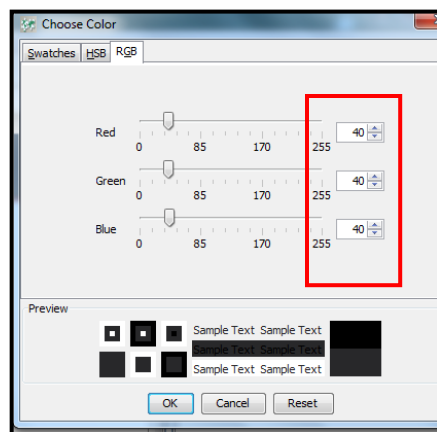 Choose Color
Swatches HSB RGB
Red 40
0 85 170 255
Green 40
0 85 170 255
Blue 40
0 85 170 255
Preview
Sample Text Sample Text
Sample Text Sample Text
Sample Text Sample Text
OK Cancel Reset